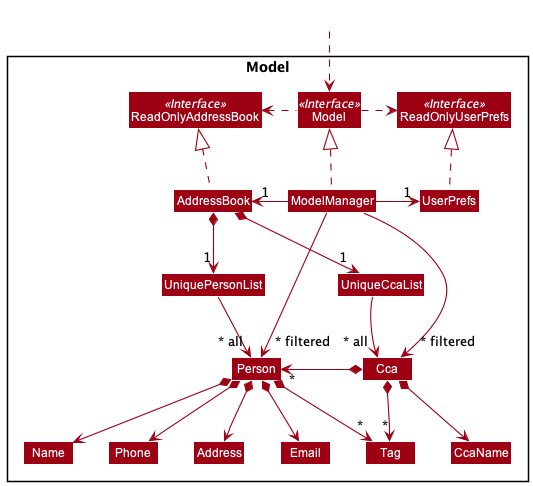 Model
«Interface»
ReadOnlyAddressBook
«Interface»
Model
«Interface»
ReadOnlyUserPrefs
AddressBook
1
ModelManager
1
UserPrefs
1
1
UniquePersonList
UniqueCcaList
* all
* filtered
* all
* filtered
Person
*
Cca
*
*
Name
Phone
Address
Email
Tag
CcaName